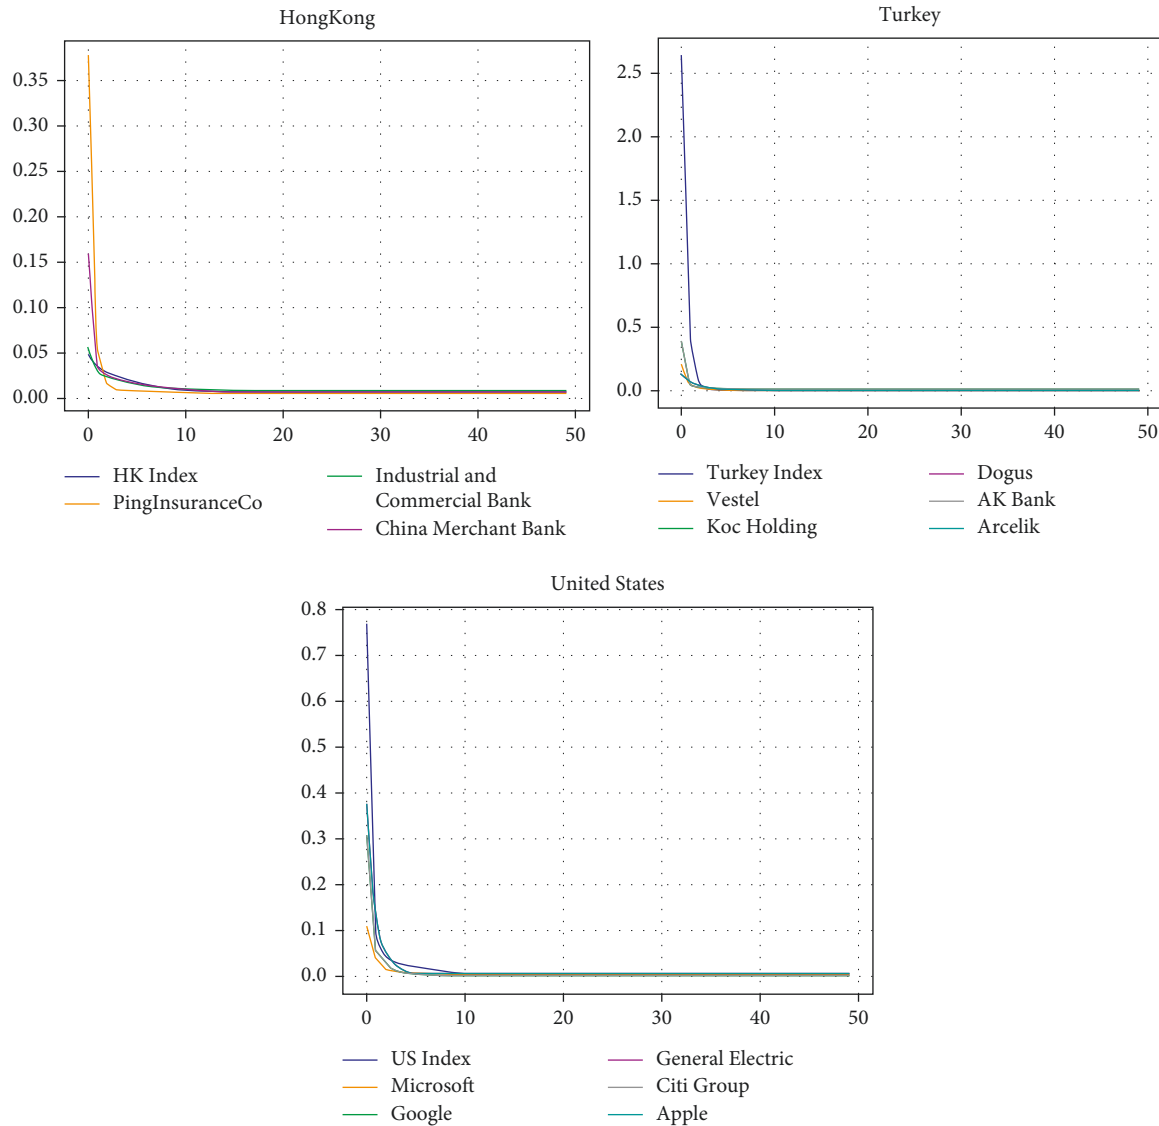 HongKong
0.35
0.30
0.25
0.20
0.15
0.10
0.05
0.00
0 10 20 30 40 50
HK Index
PingInsuranceCo
Industrial and
Commercial Bank
China Merchant Bank
Turkey
2.5
2.0
1.5
1.0
0.5
0.0
0 10 20 30 40 50
Turkey Index
Vestel
Koc Holding
Dogus
AK Bank
Arcelik
United States
0.8
0.7
0.6
0.5
0.4
0.3
0.2
0.1
0.0
0 10 20 30 40 50
US Index
Microsoft
Google
General Electric
Citi Group
Apple